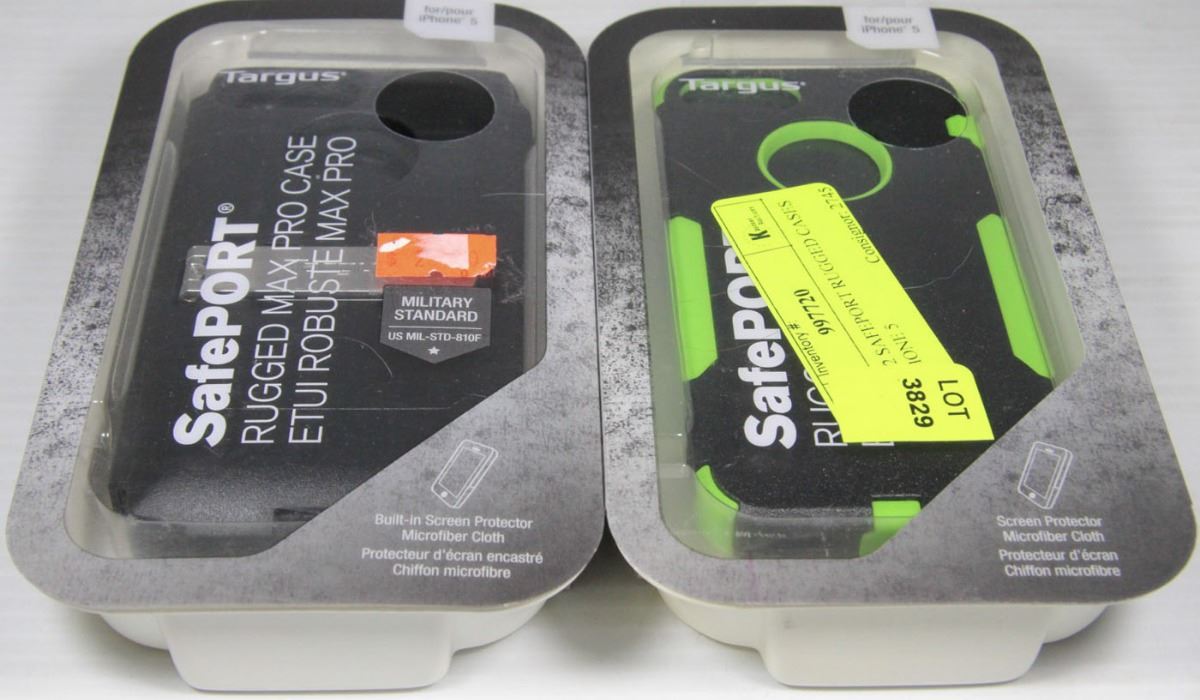 for/pour
iPhone® 5
Targus®
SafePORT®
RUGGED MAX PRO CASE
ETUI ROBUSTE MAX PRO
MILITARY
STANDARD
US MIL-STD-810F
Built-in Screen Protector
Microfiber Cloth
Protecteur d'écran encastré
Chiffon microfibre
for/pour
iPhone® 5
Targus®
SafePORT
Inventory#
997720
2 SAFEPORT RUGGED CASES
IONE 5
Consignor 2745
LOT
3829
Screen Protector
Microfiber Cloth
Protecteur d'écran
Chiffon microfibre